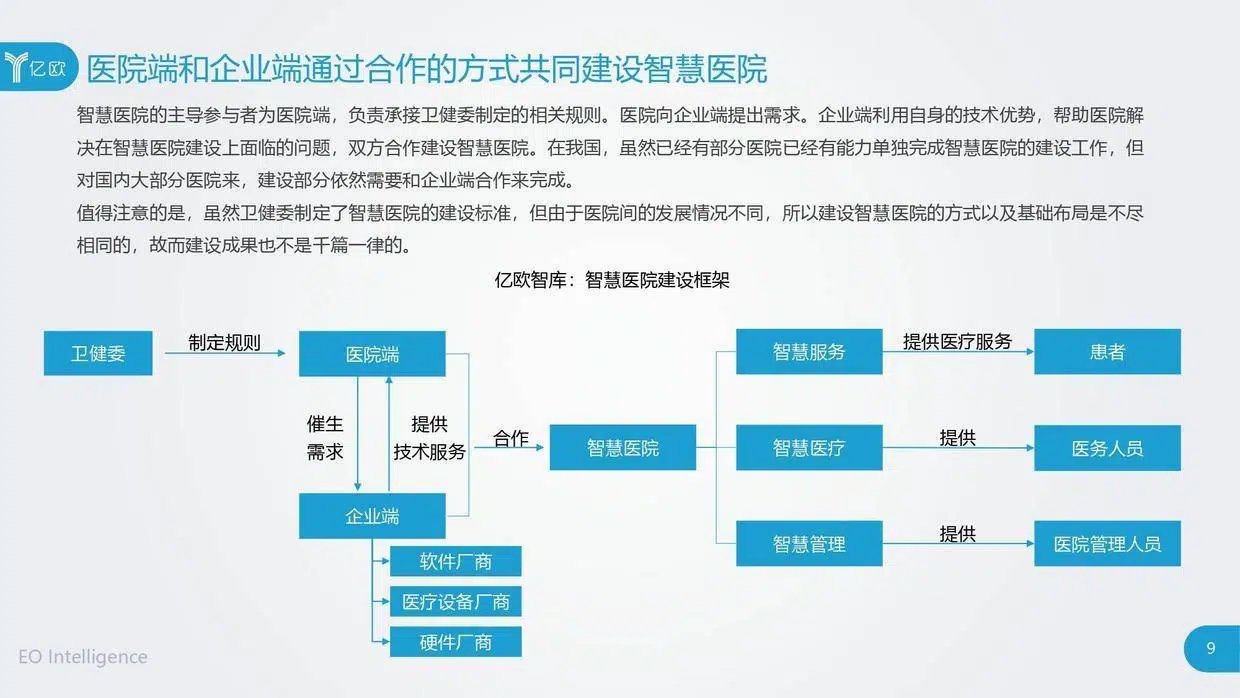 亿欧
医院端和企业端通过合作的方式共同建设智慧医院
智慧医院的主导参与者为医院端，负责承接卫健委制定的相关规则。医院向企业端提出需求。企业端利用自身的技术优势，帮助医院解
决在智慧医院建设上面临的问题，双方合作建设智慧医院。在我国，虽然已经有部分医院已经有能力单独完成智慧医院的建设工作，但
对国内大部分医院来，建设部分依然需要和企业端合作来完成。
值得注意的是，虽然卫健委制定了智慧医院的建设标准，但由于医院间的发展情况不同，所以建设智慧医院的方式以及基础布局是不尽
相同的，故而建设成果也不是千篇一律的。
亿欧智库：智慧医院建设框架
卫健委
制定规则
医院端
催生
需求
提供
技术服务
企业端
软件厂商
医疗设备厂商
硬件厂商
合作
智慧医院
智慧服务
提供医疗服务
患者
智慧医疗
提供
医务人员
智慧管理
提供
医院管理人员
EO Intelligence
9